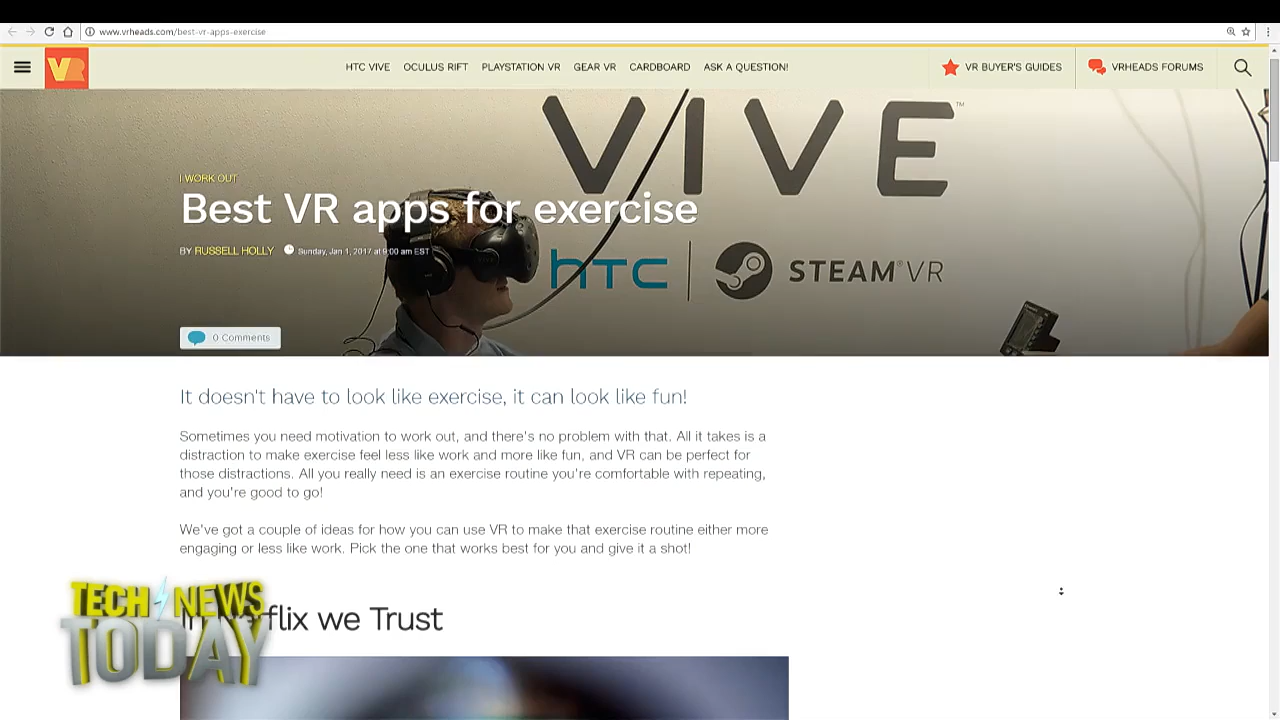 www.vrheads.com/best-vr-apps-exercise
VR
HTC VIVE OCULUS RIFT PLAYSTATION VR GEAR VR CARDBOARD ASK A QUESTION!
VR BUYER'S GUIDES
VRHEADS FORUMS
VIVE™
I WORK OUT
Best VR apps for exercise
BY RUSSELL HOLLY Sunday, Jan 1, 2017 at 9:00 am EST
hTC STEAM®VR
0 Comments
It doesn't have to look like exercise, it can look like fun!
Sometimes you need motivation to work out, and there's no problem with that. All it takes is a
distraction to make exercise feel less like work and more like fun, and VR can be perfect for
those distractions. All you really need is an exercise routine you're comfortable with repeating,
and you're good to go!
We've got a couple of ideas for how you can use VR to make that exercise routine either more
engaging or less like work. Pick the one that works best for you and give it a shot!
we Trust
TECH NEWS
TODAY